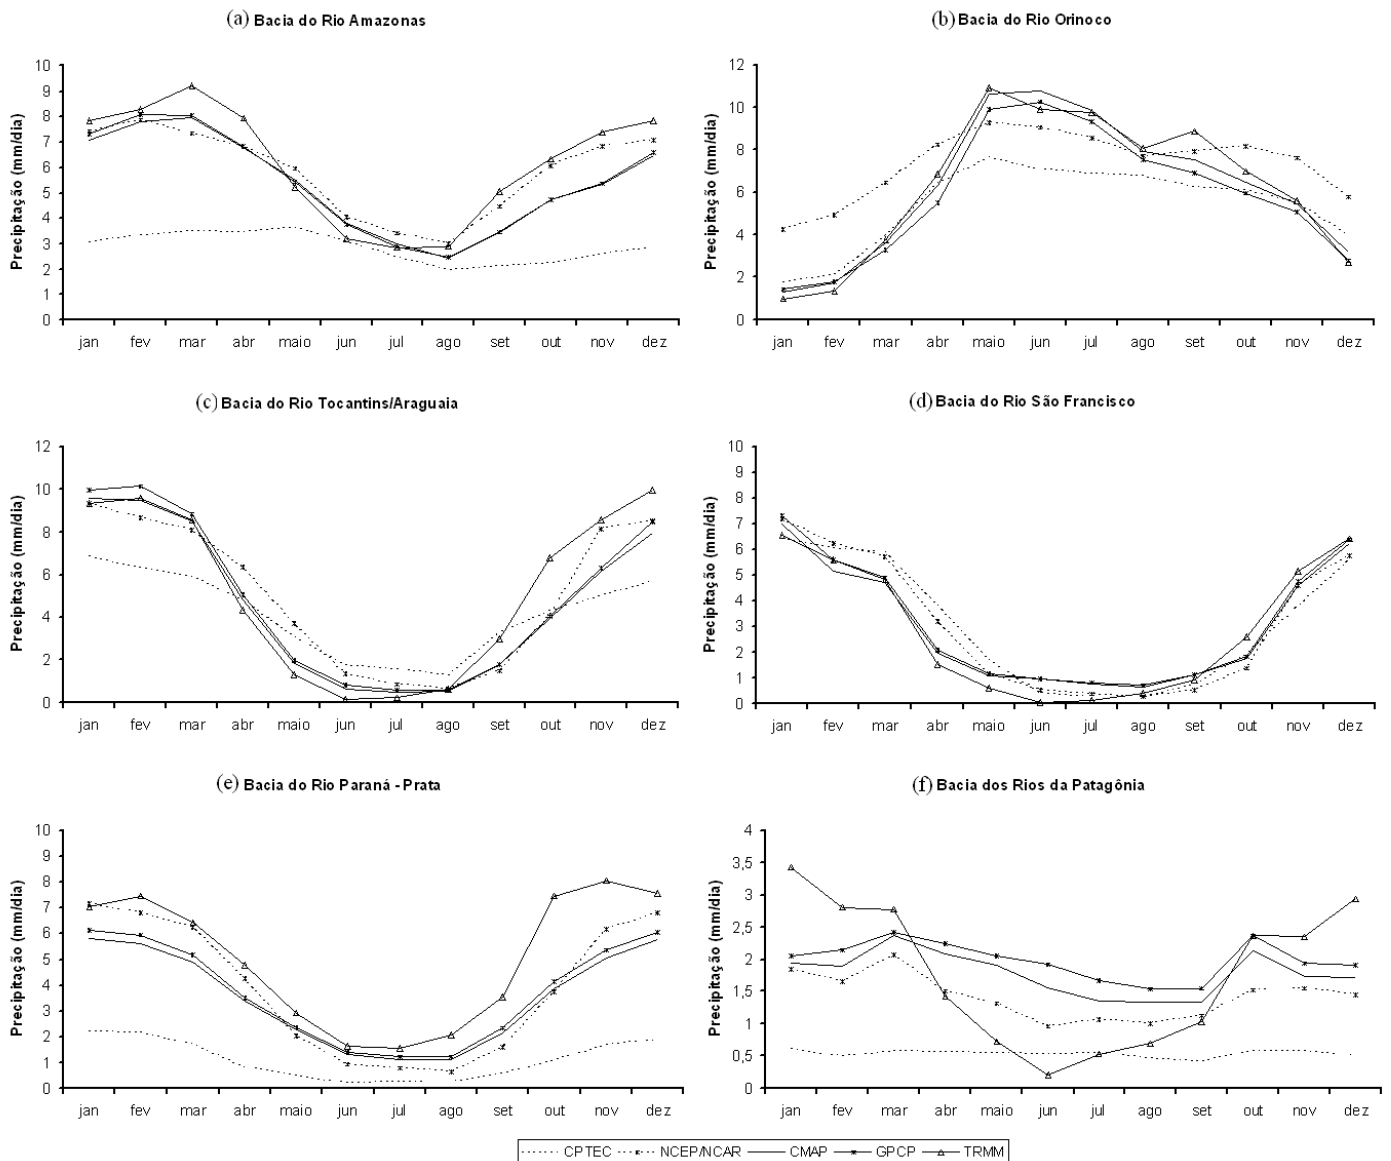 (a) Bacia do Rio Amazonas
Precipitação (mm/dia)
10
9
8
7
6
5
4
3
2
1
0
jan fev mar abr maio jun jul ago set out nov dez
(b) Bacia do Rio Orinoco
Precipitação (mm/dia)
12
10
8
6
4
2
0
jan fev mar abr maio jun jul ago set out nov dez
(c) Bacia do Rio Tocantins/Araguaia
Precipitação (mm/dia)
12
10
8
6
4
2
0
jan fev mar abr maio jun jul ago set out nov dez
(d) Bacia do Rio São Francisco
Precipitação (mm/dia)
10
9
8
7
6
5
4
3
2
1
0
jan fev mar abr maio jun jul ago set out nov dez
(e) Bacia do Rio Paraná - Prata
Precipitação (mm/dia)
10
9
8
7
6
5
4
3
2
1
0
jan fev mar abr maio jun jul ago set out nov dez
(f) Bacia dos Rios da Patagônia
Precipitação (mm/dia)
4
3,5
3
2,5
2
1,5
1
0,5
0
jan fev mar abr maio jun jul ago set out nov dez
CPTEC NCEP/NCAR CMAP GPCP TRMM